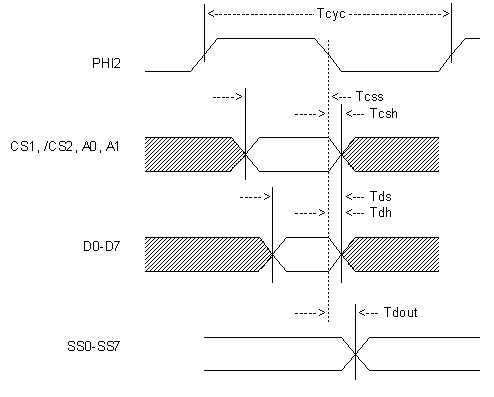 Tcyc
PHI2
Tcss
Tcsh
CS1, /CS2, A0, A1
Tds
Tdh
D0-D7
Tdout
SS0-SS7